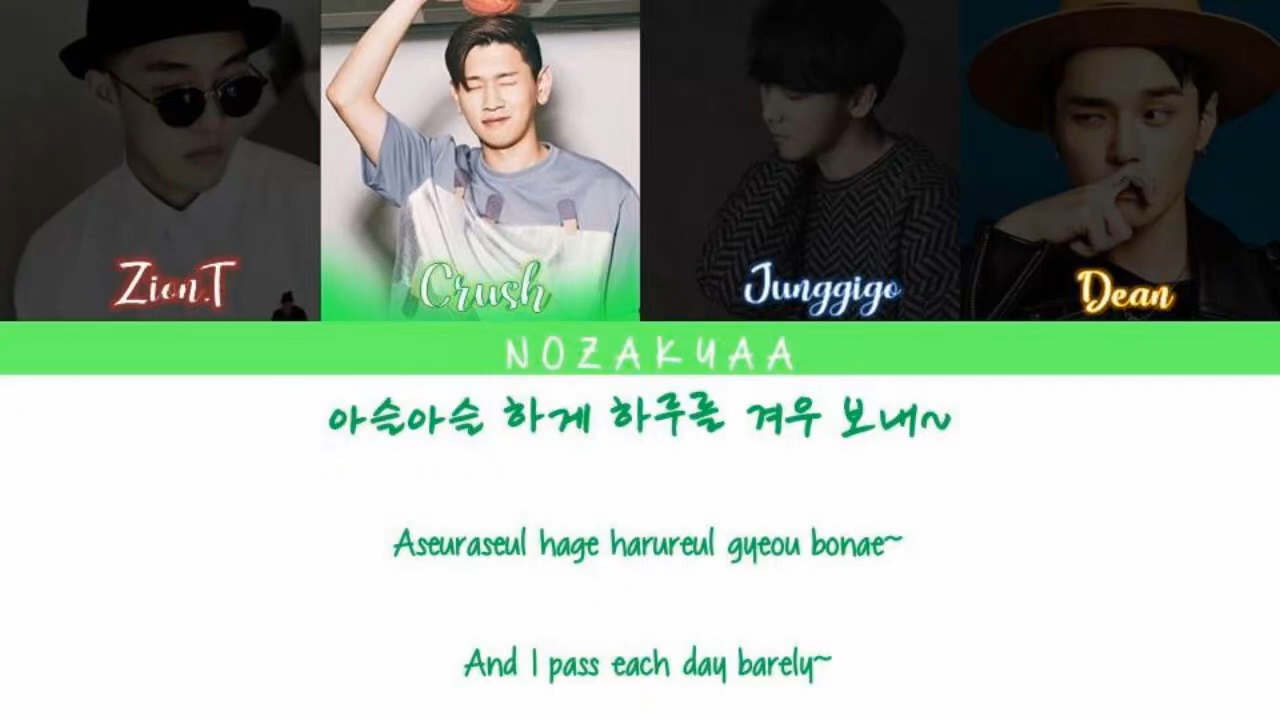 Zion.T
Crush
Junggigo
Dean
NOZAKUAA
아슬아슬 하게 하루를 겨우 보내~
Aseuraseul hage harureul gyeou bonae~
And I pass each day barely~